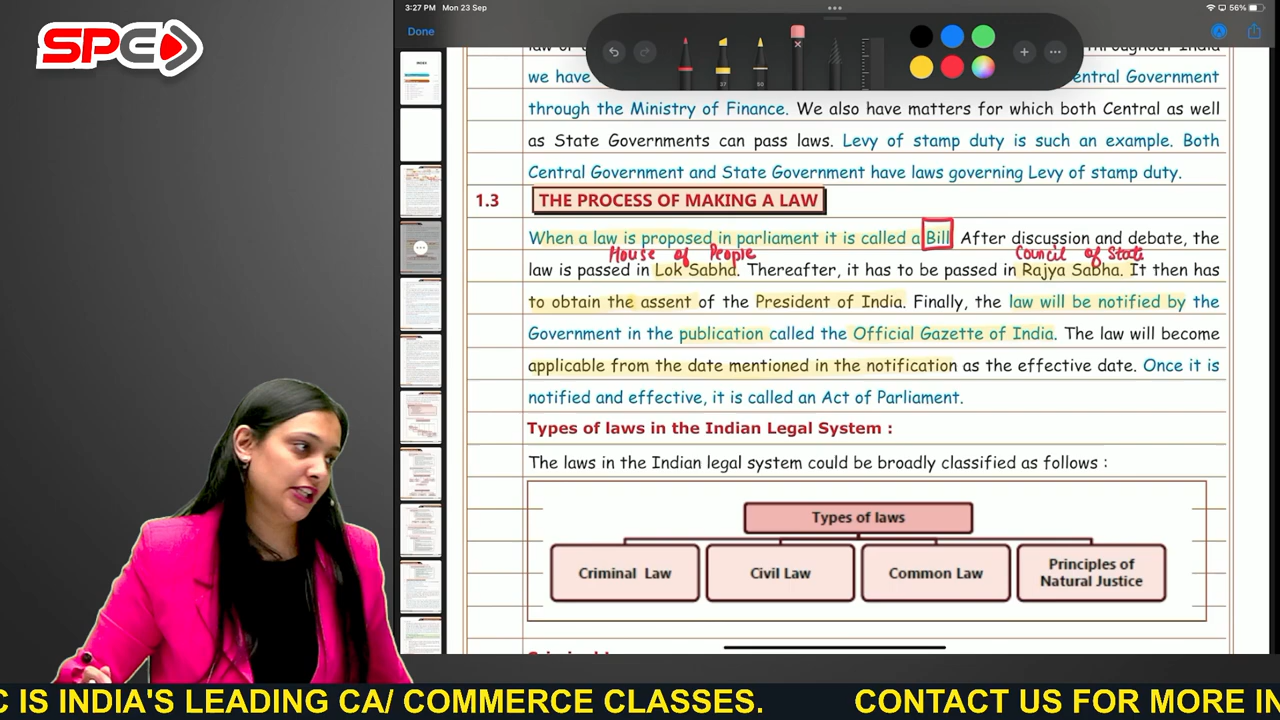 3:27 PM Mon 23 Sep
56%
SPC
Done
INDEX
we have entral Government
through the Ministry of Finance. We also have matters for which both Central as well
as State Governments can pass laws. Levy of stamp duty is such an example. Both
Central Government and State Governments have laws governing levy of stamp duty.
1.3 THE PROCESS OF MAKING A LAW
When a law is proposed in parliament it is called a Bill. After discussion and debate, the
House of People Council of
law is passed in Lok Sabha. Thereafter, it has to be passed in Rajya Sabha. It then has
to obtain the assent of the President of India. Finally, the law will be notified by the
Government in the publication called the Official Gazette of India. The law will become
applicable from the date mentioned in the notification as the effective date. Once it is
notified and effective, it is called an Act of Parliament.
Types of laws in the Indian Legal System :
The laws in the Indian legal system could be broadly classified as follows
Types of Laws
Criminal Law Civil Law Common Law Principles of
Natural Justice
C IS INDIA'S LEADING CA/ COMMERCE CLASSES. CONTACT US FOR MORE IN